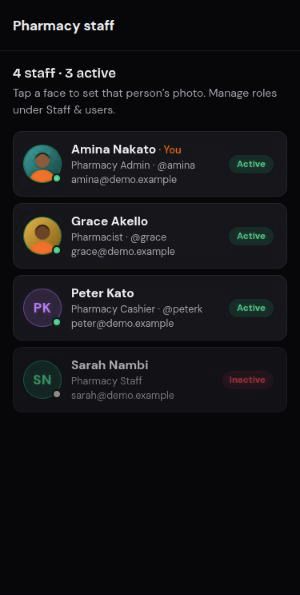 Pharmacy staff
4 staff · 3 active
Tap a face to set that person's photo. Manage roles
under Staff & users.
Amina Nakato · You
Pharmacy Admin · @amina
amina@demo.example
Active
Grace Akello
Pharmacist · @grace
grace@demo.example
Active
PK
Peter Kato
Pharmacy Cashier · @peterk
peter@demo.example
Active
SN
Sarah Nambi
Pharmacy Staff
sarah@demo.example
Inactive